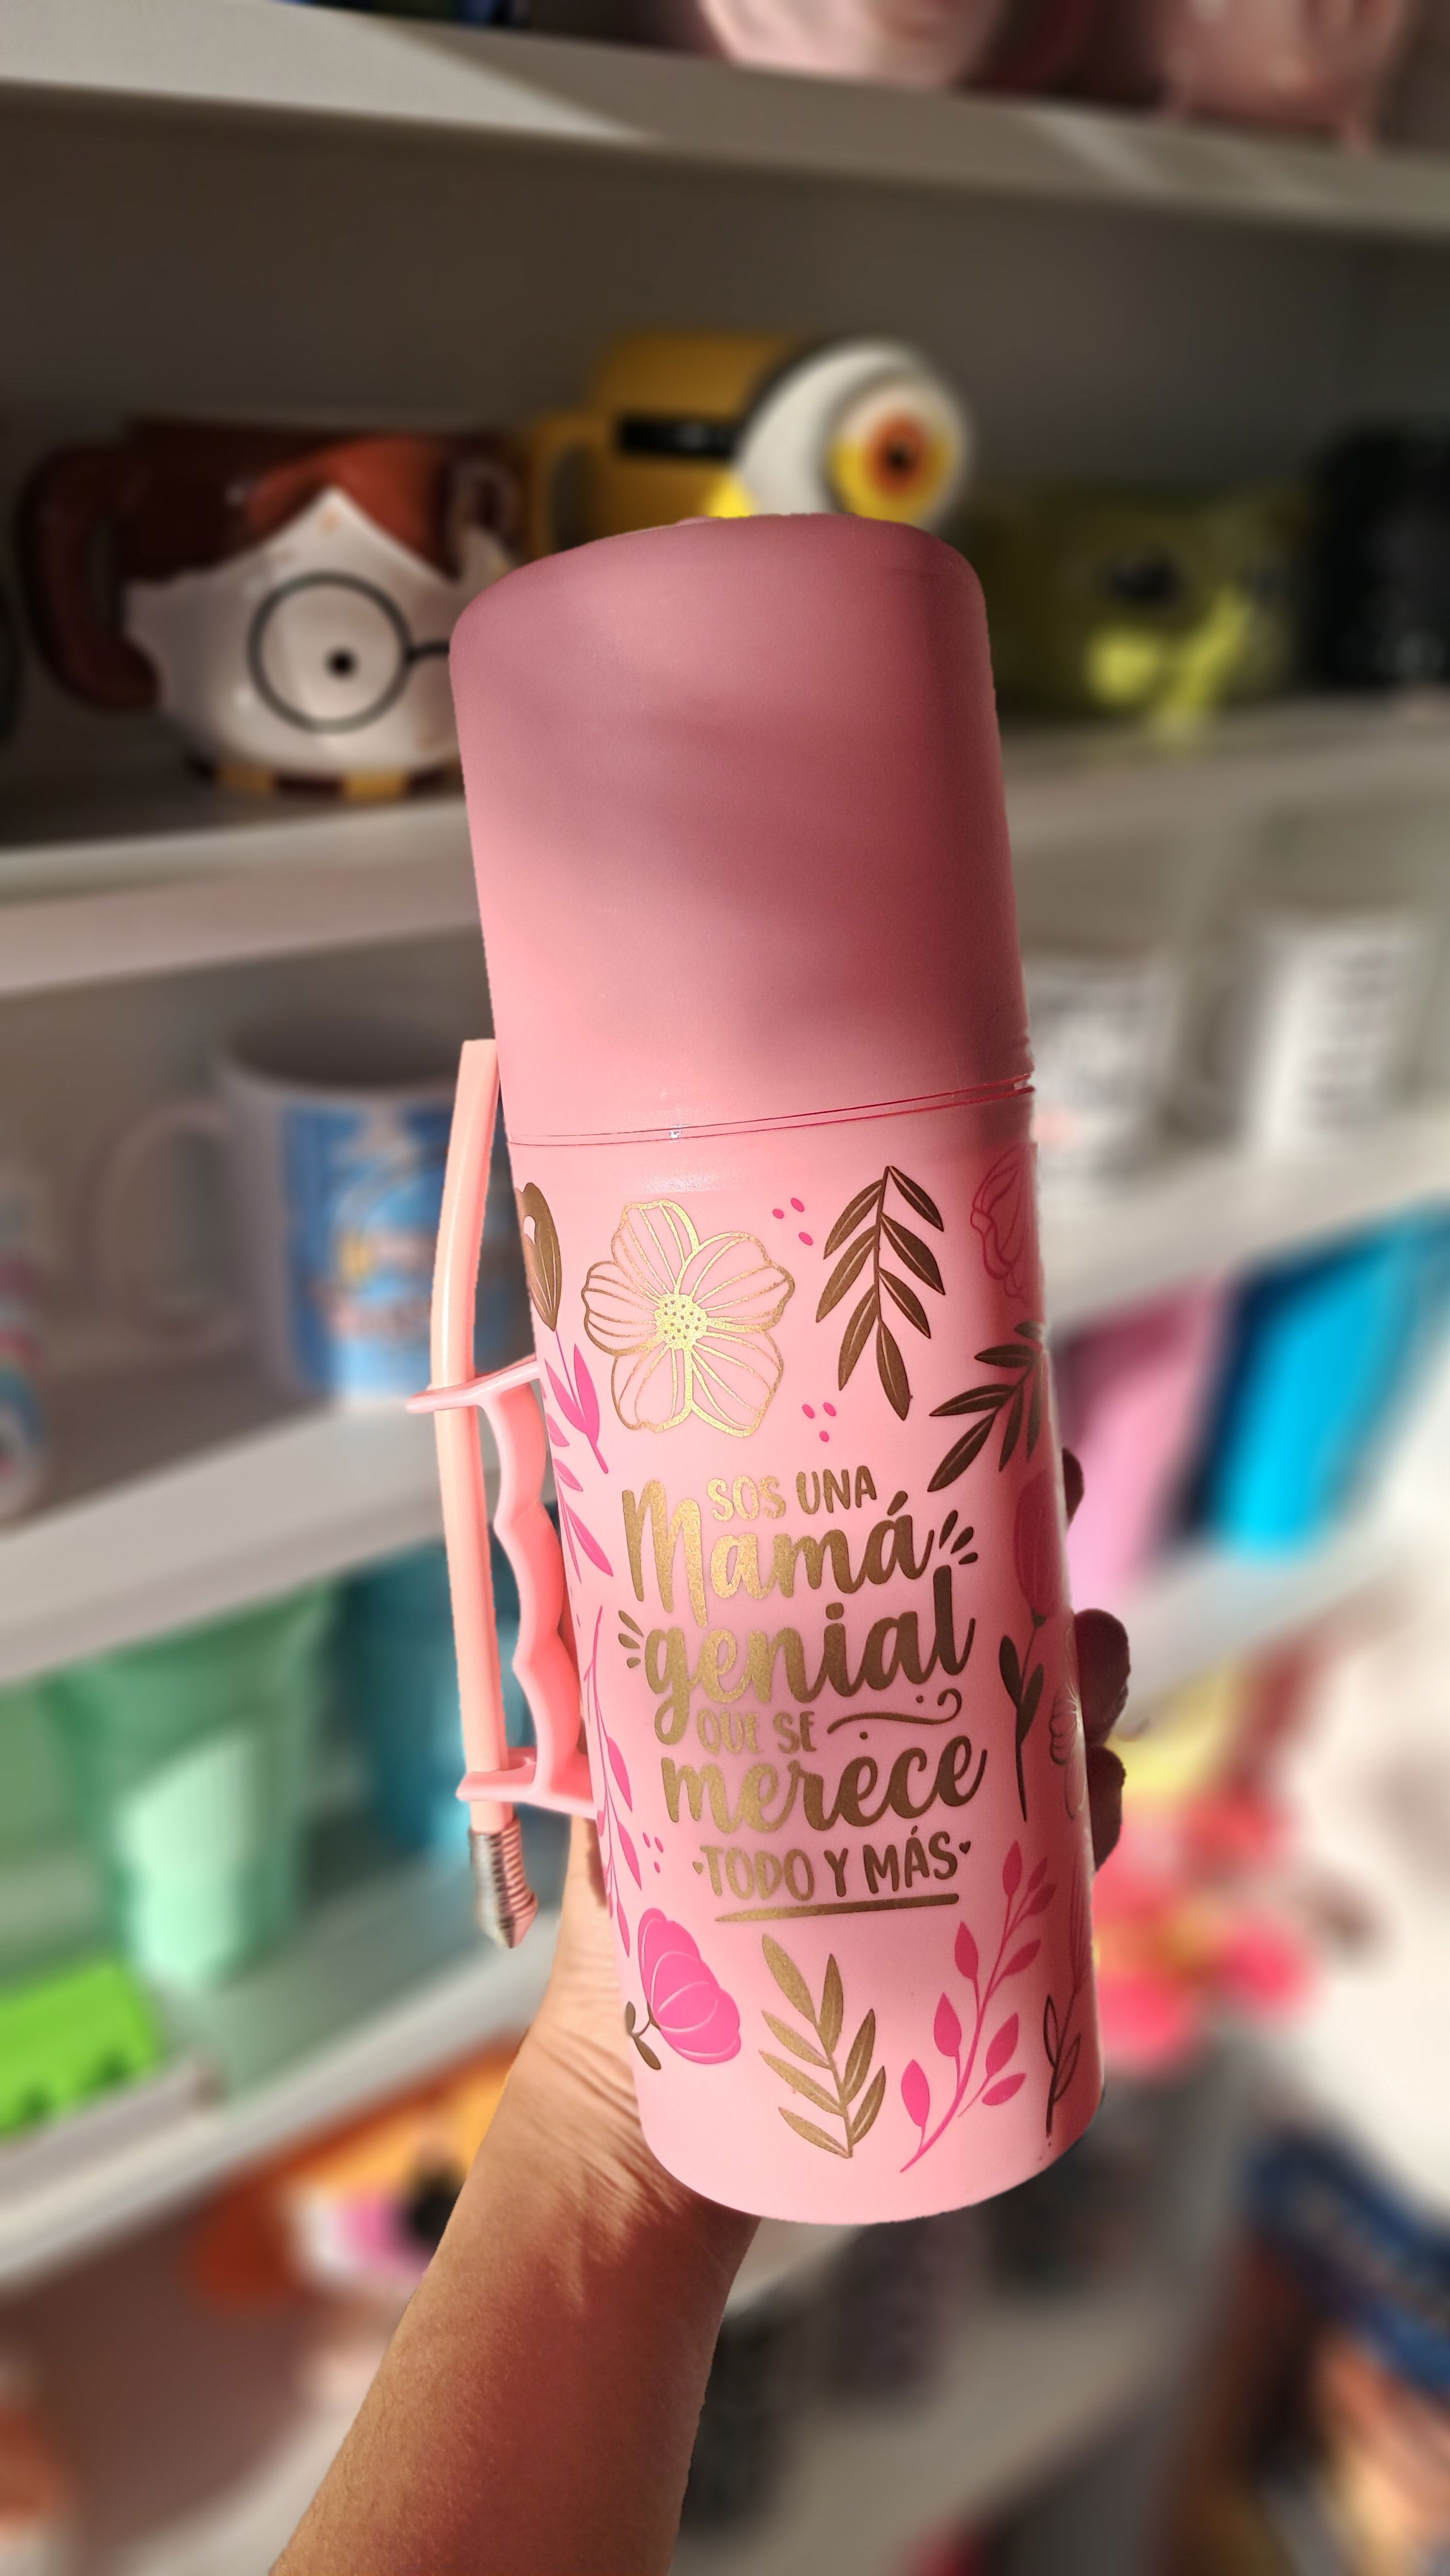 SOS UNA
Mamá
genial
QUE SE
merece
TODO Y MÁS